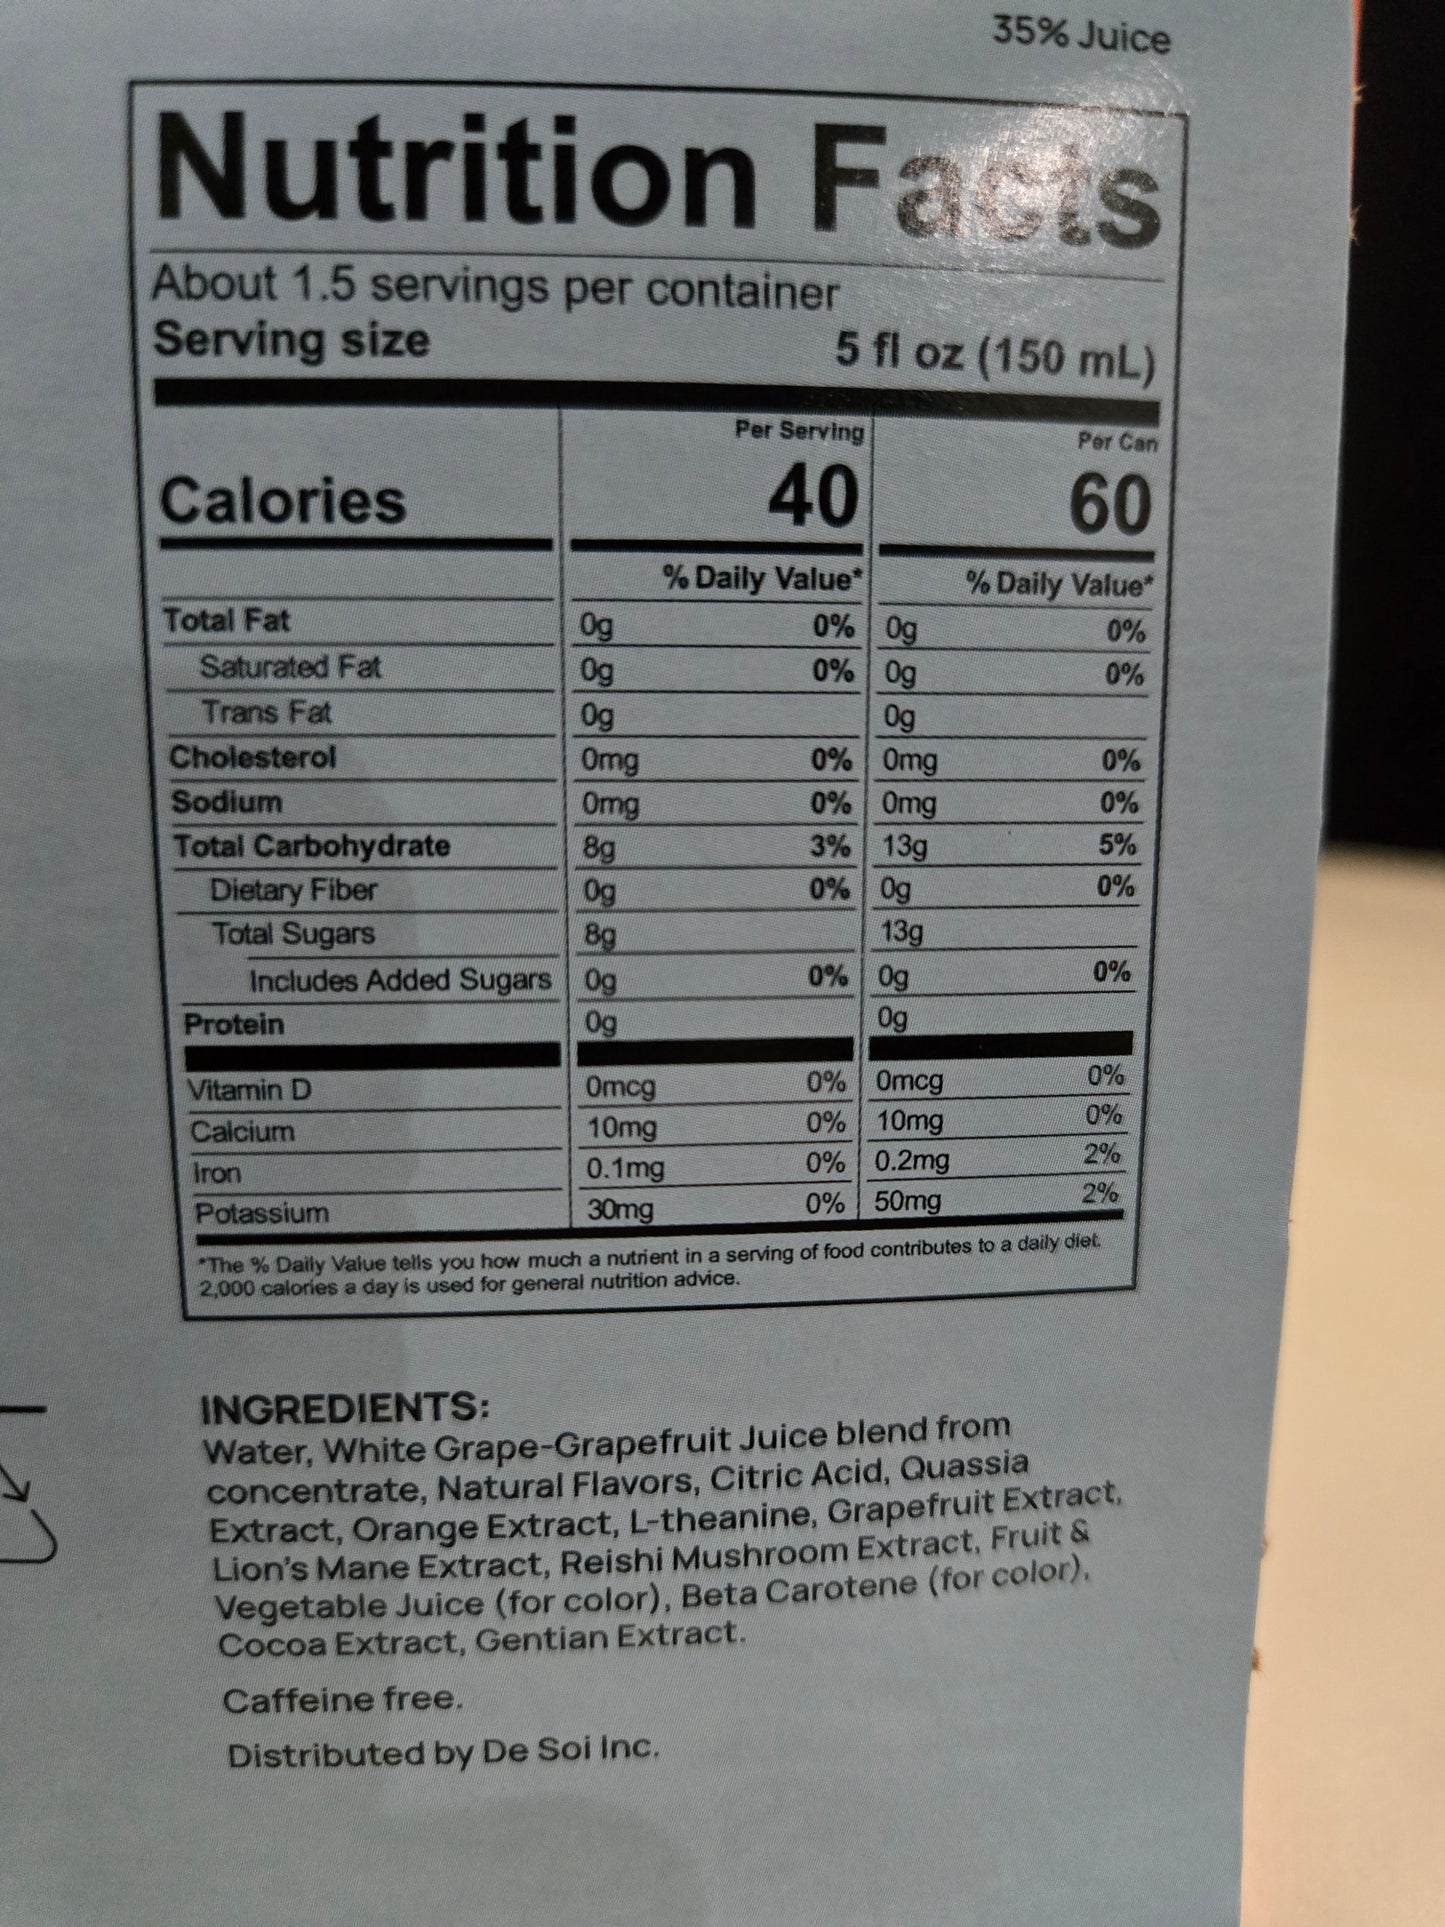 35% Juice
Nutrition Facts
About 1.5 servings per container
Serving size 5 fl oz (150 mL)
Per Serving Per Can
Calories 40 60
% Daily Value* % Daily Value*
Total Fat 0g 0% 0g 0%
Saturated Fat 0g 0% 0g 0%
Trans Fat 0g 0g
Cholesterol 0mg 0% 0mg 0%
Sodium 0mg 0% 0mg 0%
Total Carbohydrate 8g 3% 13g 5%
Dietary Fiber 0g 0% 0g 0%
Total Sugars 8g 13g
Includes Added Sugars 0g 0% 0g 0%
Protein 0g 0g
Vitamin D 0mcg 0% 0mcg 0%
Calcium 10mg 0% 10mg 0%
Iron 0.1mg 0% 0.2mg 2%
Potassium 30mg 0% 50mg 2%
*The % Daily Value tells you how much a nutrient in a serving of food contributes to a daily diet.
2,000 calories a day is used for general nutrition advice.
INGREDIENTS:
Water, White Grape-Grapefruit Juice blend from
concentrate, Natural Flavors, Citric Acid, Quassia
Extract, Orange Extract, L-theanine, Grapefruit Extract,
Lion's Mane Extract, Reishi Mushroom Extract, Fruit &
Vegetable Juice (for color), Beta Carotene (for color),
Cocoa Extract, Gentian Extract.
Caffeine free.
Distributed by De Soi Inc.